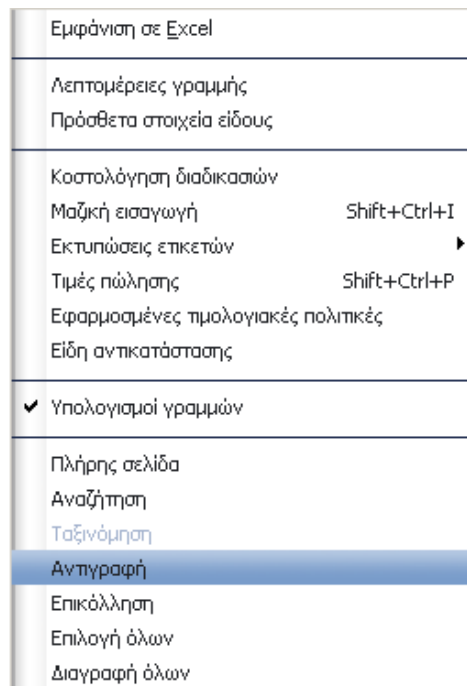 Εμφάνιση σε Excel
Λεπτομέρειες γραμμής
Πρόσθετα στοιχεία είδους
Κοστολόγηση διαδικασιών
Μαζική εισαγωγή Shift+Ctrl+I
Εκτυπώσεις ετικετών
Τιμές πώλησης Shift+Ctrl+P
Εφαρμοσμένες τιμολογιακές πολιτικές
Είδη αντικατάστασης
Υπολογισμοί γραμμών
Πλήρης σελίδα
Αναζήτηση
Ταξινόμηση
Αντιγραφή
Επικόλληση
Επιλογή όλων
Διαγραφή όλων